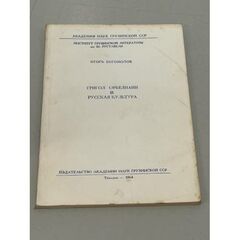 АКАДЕМИЯ НАУК ГРУЗИНСКОЙ ССР
ИНСТИТУТ ГРУЗИНСКОЙ ЛИТЕРАТУРЫ
им. Ш. РУСТАВЕЛИ
ИГОРЬ БОГОМОЛОВ
ГРИГОЛ ОРБЕЛИАНИ
И
РУССКАЯ КУЛЬТУРА
ИЗДАТЕЛЬСТВО АКАДЕМИИ НАУК ГРУЗИНСКОЙ ССР
Тбилиси — 1964